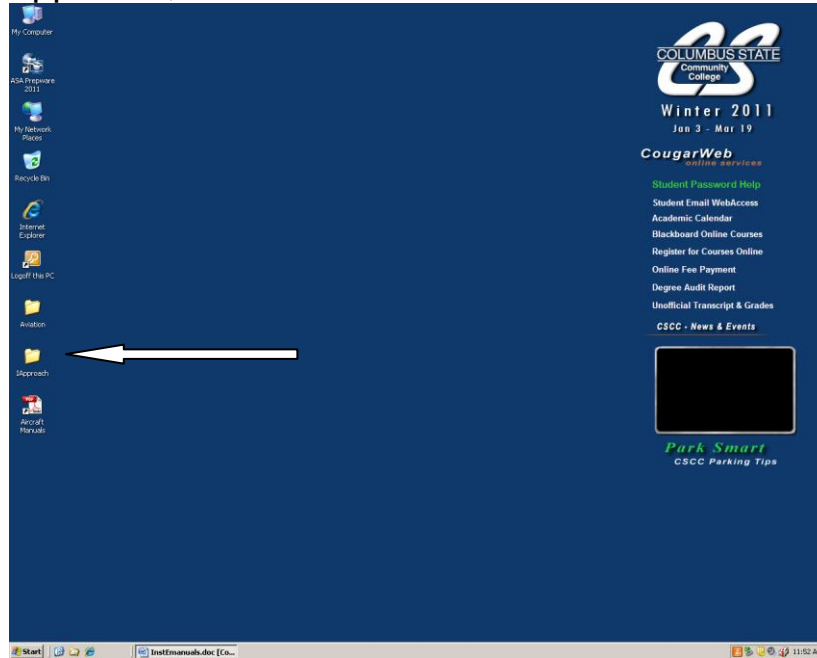 My Computer
ASA Prepware
2011
My Network
Places
Recycle Bin
Internet
Explorer
Logoff this PC
Aviation
IApproach
Aircraft
Manuals
COLUMBUS STATE
Community
College
Winter 2011
Jan 3 - Mar 19
CougarWeb
online services
Student Password Help
Student Email WebAccess
Academic Calendar
Blackboard Online Courses
Register for Courses Online
Online Fee Payment
Degree Audit Report
Unofficial Transcript & Grades
CSCC - News & Events
Park Smart
CSCC Parking Tips
Start
InstEmanuals.doc [Co...
11:52 A